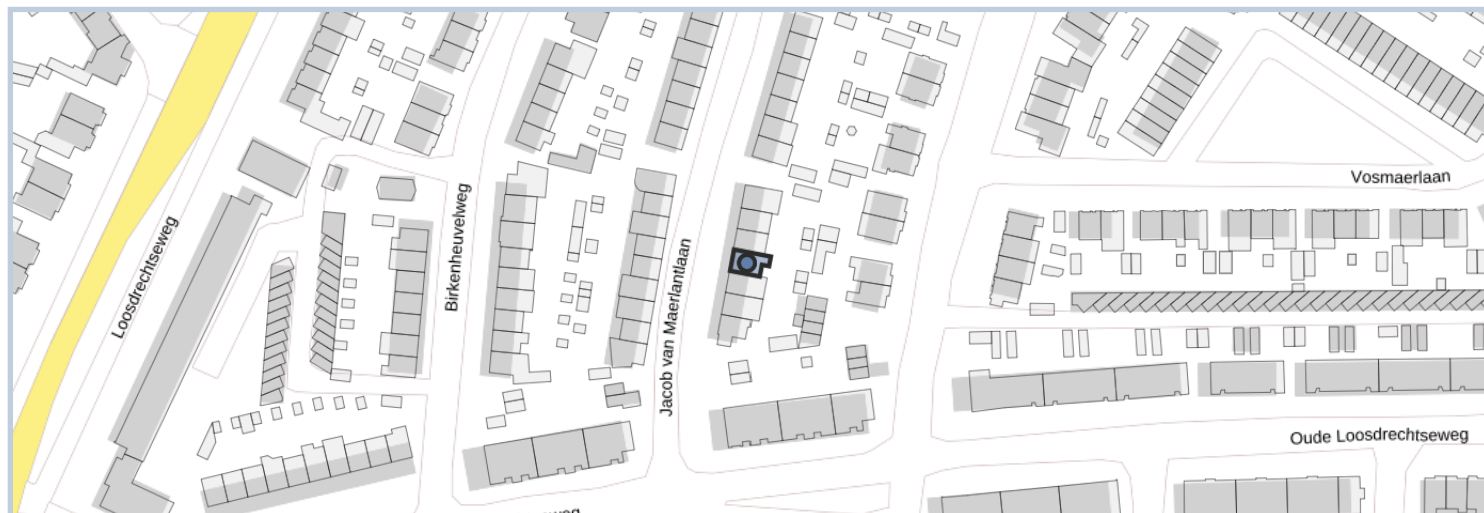 Vosmaerlaan
Birkenheuvelweg
Loosdrechtseweg
Jacob van Maerlantlaan
Oude Loosdrechtseweg